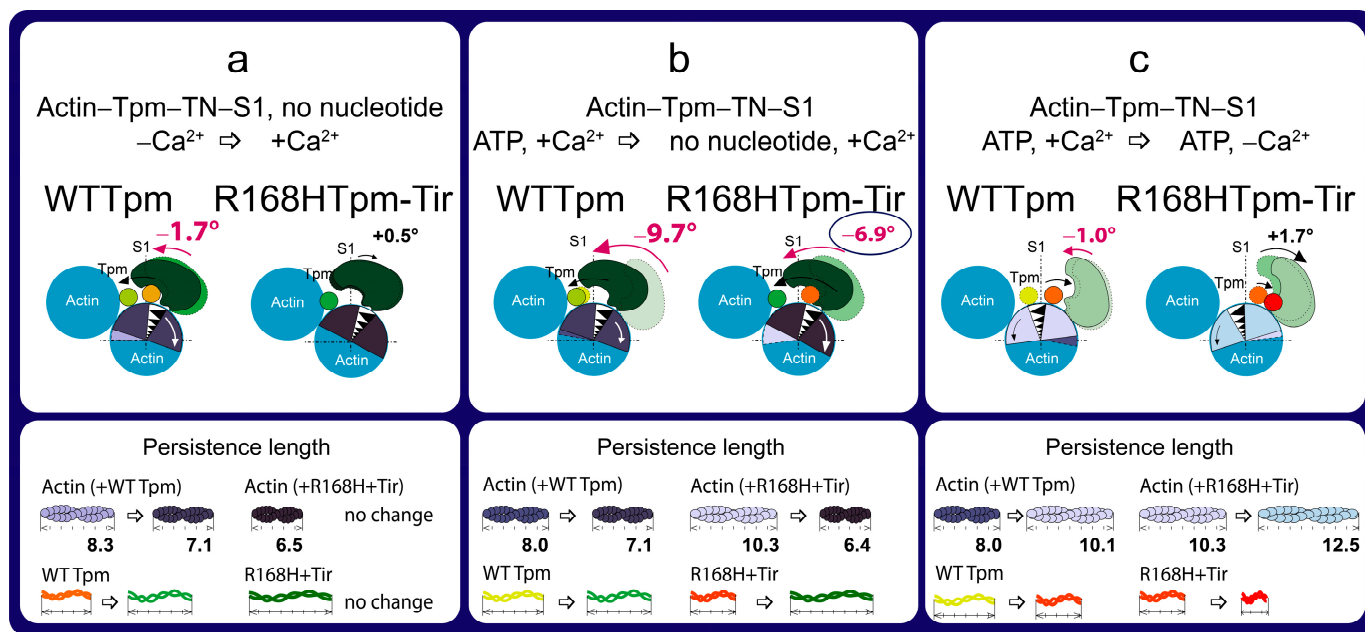 a
Actin–Tpm–TN–S1, no nucleotide
–Ca²⁺ ⇨ +Ca²⁺
WTTpm R168HTpm-Tir
–1.7°
+0.5°
S1
S1
Tpm
Tpm
Actin
Actin
Actin
Actin
b
Actin–Tpm–TN–S1
ATP, +Ca²⁺ ⇨ no nucleotide, +Ca²⁺
WTTpm R168HTpm-Tir
–9.7°
–6.9°
S1
S1
Tpm
Tpm
Actin
Actin
Actin
Actin
c
Actin–Tpm–TN–S1
ATP, +Ca²⁺ ⇨ ATP, –Ca²⁺
WTTpm R168HTpm-Tir
–1.0°
+1.7°
S1
S1
Tpm
Tpm
Actin
Actin
Actin
Actin
Persistence length
Actin (+WT Tpm) Actin (+R168H+Tir)
no change
8.3 7.1 6.5
WT Tpm R168H+Tir
no change
Persistence length
Actin (+WT Tpm) Actin (+R168H+Tir)
8.0 7.1 10.3 6.4
WT Tpm R168H+Tir
Persistence length
Actin (+WT Tpm) Actin (+R168H+Tir)
8.0 10.1 10.3 12.5
WT Tpm R168H+Tir